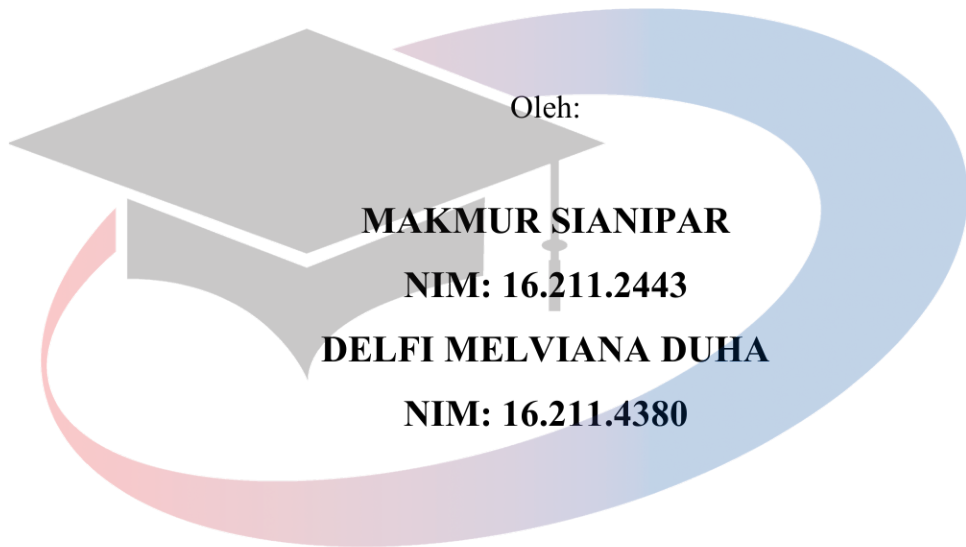 Oleh:
MAKMUR SIANIPAR
NIM: 16.211.2443
DELFI MELVIANA DUHA
NIM: 16.211.4380